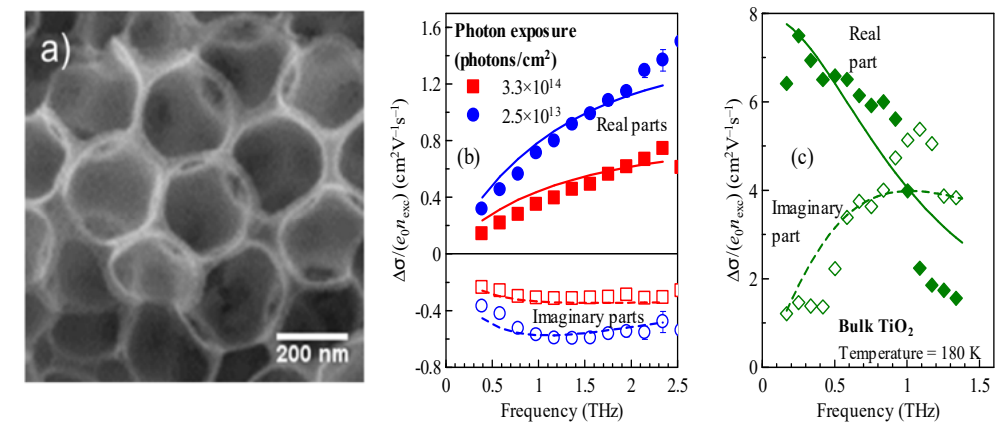 a)
200 nm
Δσ/(e₀nₑₓc) (cm²V⁻¹s⁻¹)
1.6
1.2
0.8
0.4
0
-0.4
-0.8
Photon exposure
(photons/cm²)
3.3×10¹⁴
2.5×10¹³
(b)
Real parts
Imaginary parts
0
0.5
1
1.5
2
2.5
Frequency (THz)
Δσ/(e₀nₑₓc) (cm²V⁻¹s⁻¹)
8
6
4
2
0
Real
part
(c)
Imaginary
part
Bulk TiO₂
Temperature = 180 K
0
0.5
1
1.5
Frequency (THz)